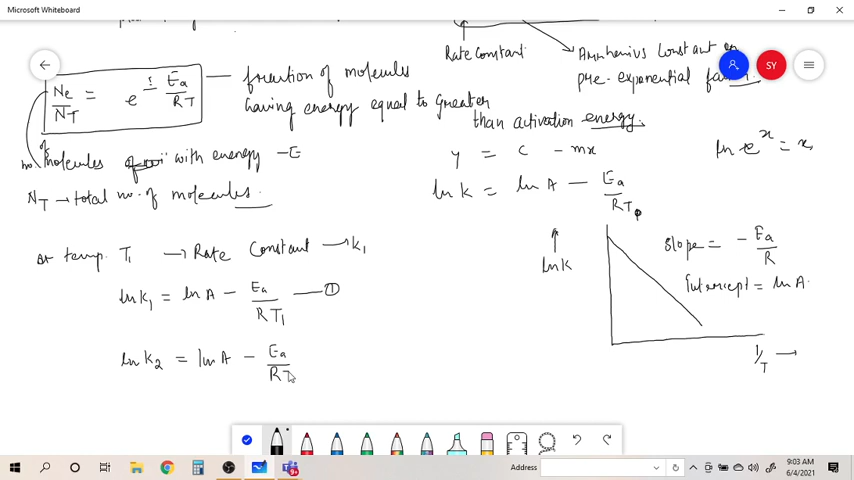 Microsoft Whiteboard
Rate Constant
Arrhenius Constant or
pre-exponential factor.
SY
Ne/NT = e^- Ea/RT — fraction of molecules
having energy equal to Greater
than activation energy.
no. of molecules with energy -E
NT → total no. of molecules.
y = c - mx
ln e^x = x
ln k = ln A - Ea/RT
ln K
Slope = - Ea/R
Intercept = ln A.
1/T →
At temp. T1 → Rate Constant → k1
ln k1 = ln A - Ea/RT1 — ①
ln k2 = ln A - Ea/RT
Address
9:03 AM
6/4/2021